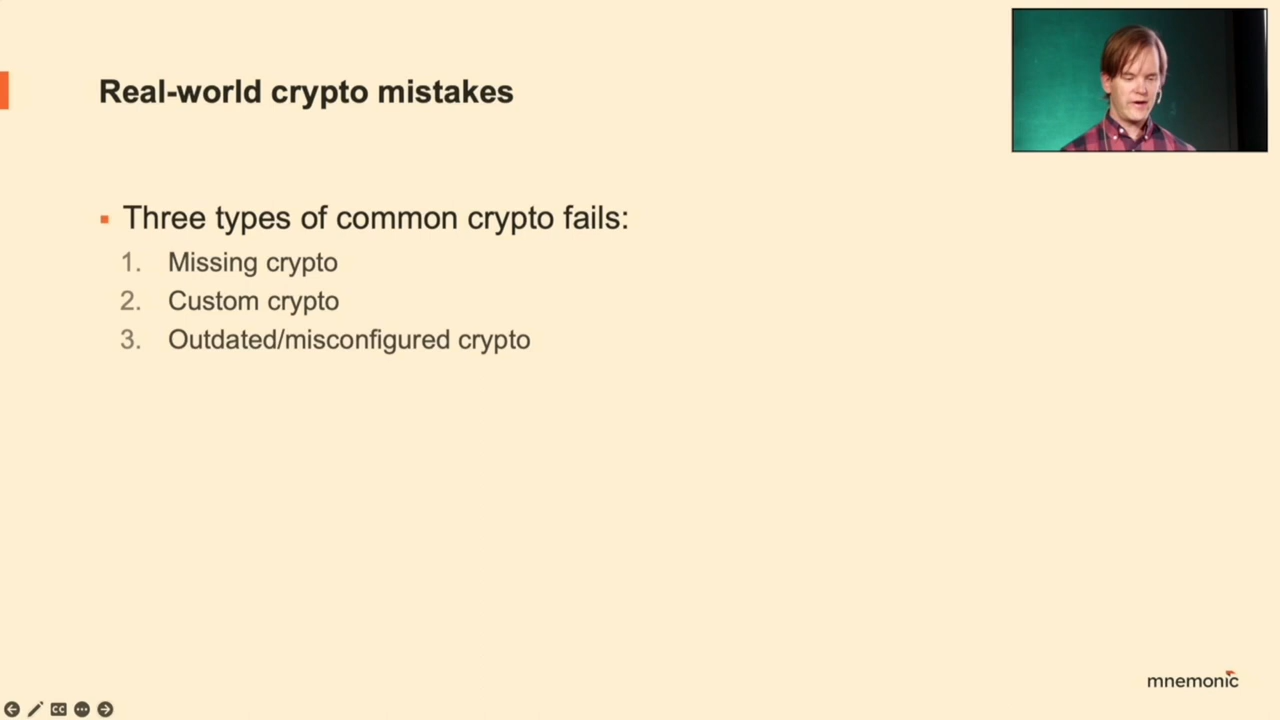 Real-world crypto mistakes
Three types of common crypto fails:
1. Missing crypto
2. Custom crypto
3. Outdated/misconfigured crypto
mnemonic
CC